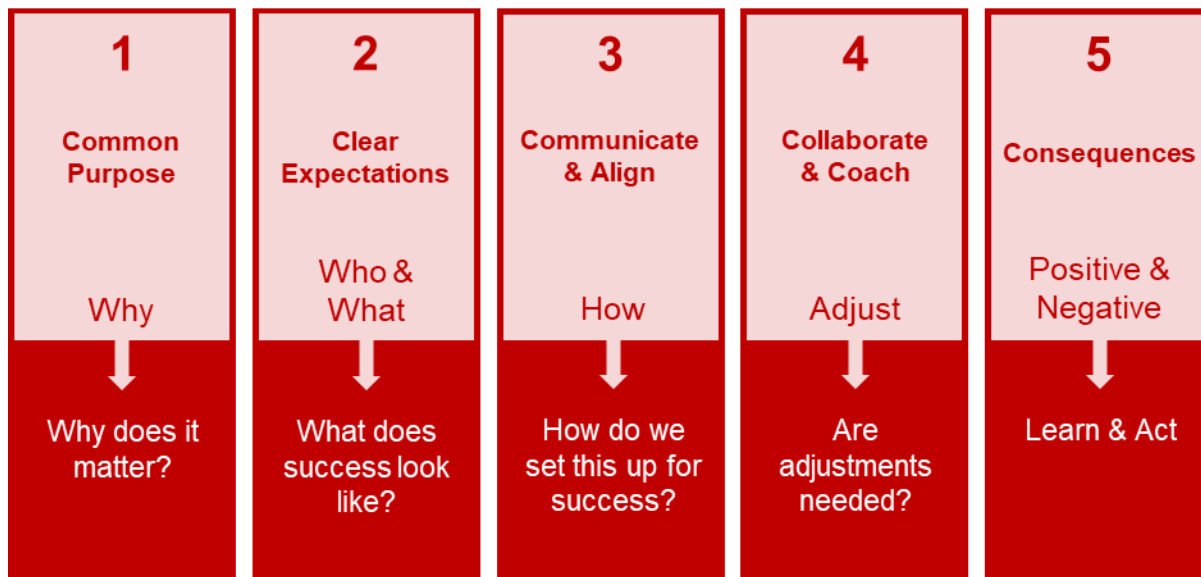 1
Common
Purpose
Why
Why does it
matter?
2
Clear
Expectations
Who &
What
What does
success look
like?
3
Communicate
& Align
How
How do we
set this up for
success?
4
Collaborate
& Coach
Adjust
Are
adjustments
needed?
5
Consequences
Positive &
Negative
Learn & Act